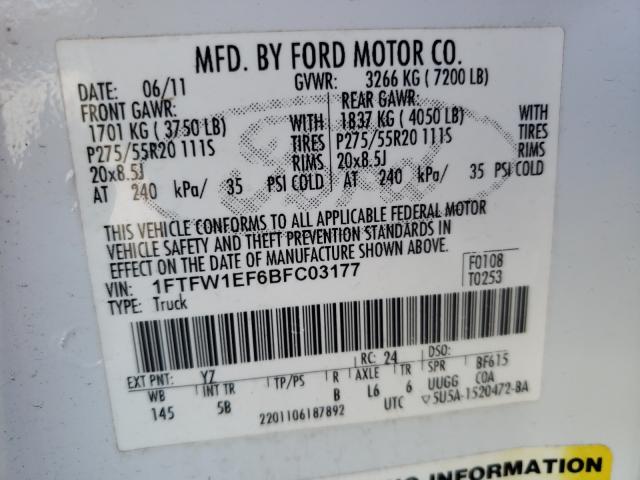 MFD. BY FORD MOTOR CO.
DATE: 06/11 GVWR: 3266 KG ( 7200 LB)
FRONT GAWR: REAR GAWR:
1701 KG ( 3750 LB) WITH 1837 KG ( 4050 LB) WITH
P275/55R20 111S TIRES P275/55R20 111S TIRES
20x8.5J RIMS 20x8.5J RIMS
AT 240 kPa/ 35 PSI COLD AT 240 kPa/ 35 PSI COLD
THIS VEHICLE CONFORMS TO ALL APPLICABLE FEDERAL MOTOR
VEHICLE SAFETY AND THEFT PREVENTION STANDARDS IN
EFFECT ON THE DATE OF MANUFACTURE SHOWN ABOVE.
VIN: 1FTFW1EF6BFC03177 F0108
TYPE: Truck T0253
EXT PNT: YZ RC: 24 DSO: BF615
WB INT TR TP/PS R AXLE TR SPR COA
145 5B B L6 6 UUGG
2201106187892 UTC ▽5U5A-1520472-BA
NG INFORMATION